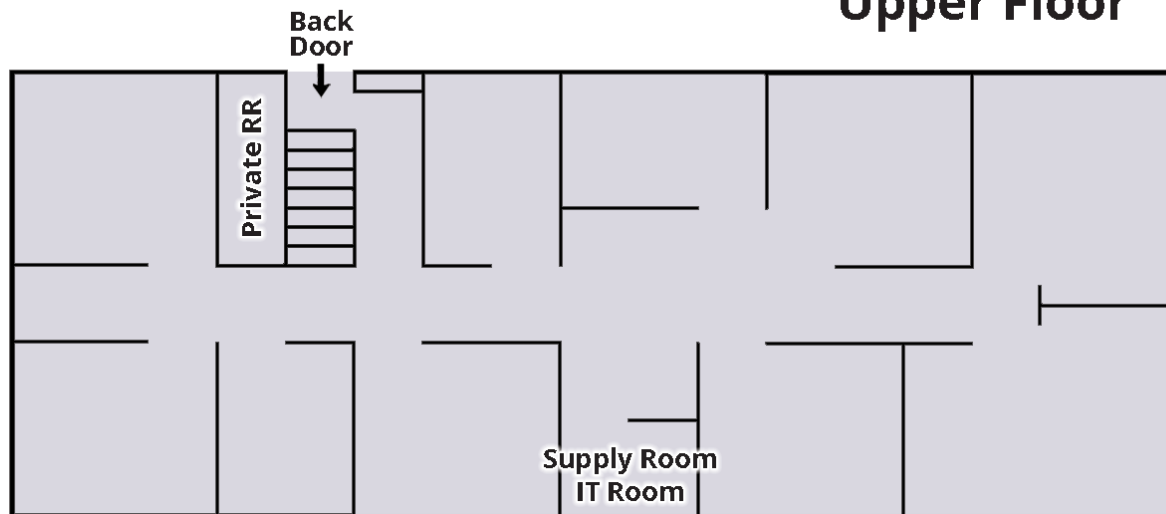 Upper Floor
Back
Door
Private RR
Supply Room
IT Room